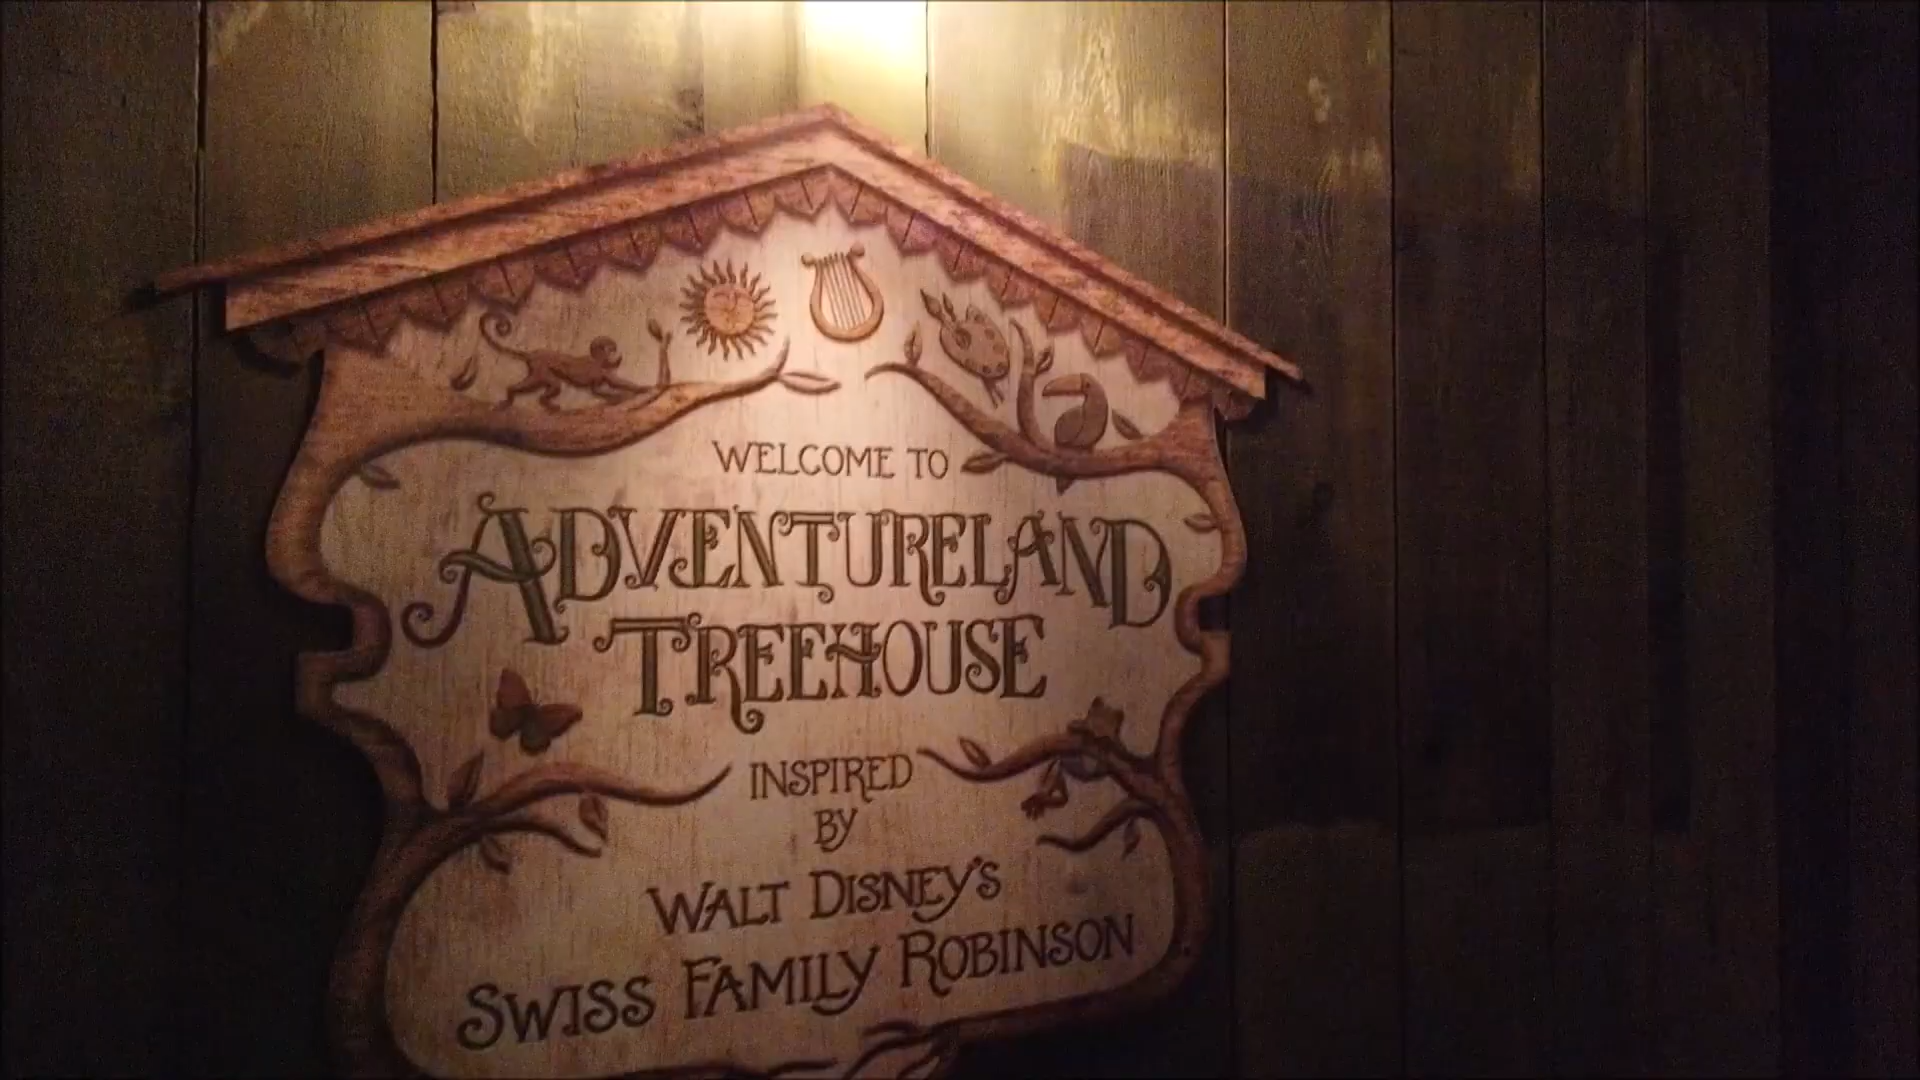 WELCOME TO
ADVENTURELAND
TREEHOUSE
INSPIRED
BY
WALT DISNEY'S
SWISS FAMILY ROBINSON